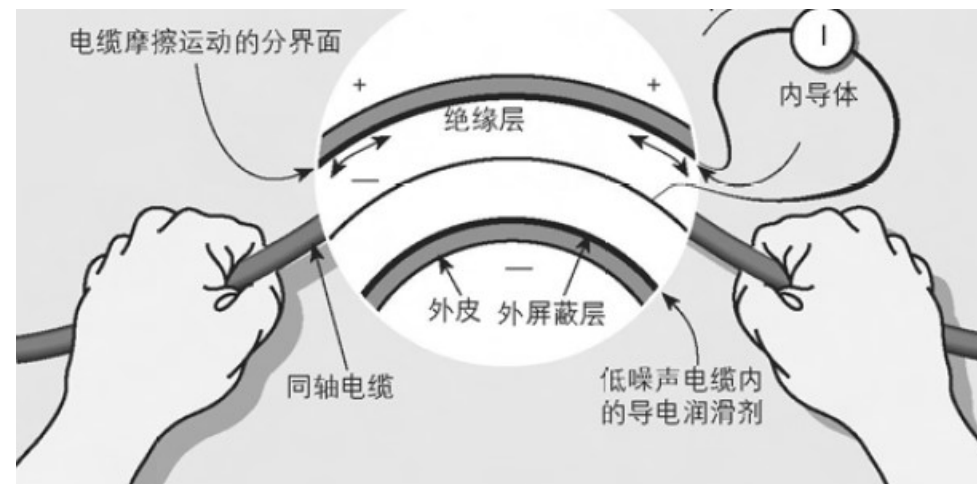 电缆摩擦运动的分界面
I
内导体
+
+
绝缘层
—
—
外皮
外屏蔽层
同轴电缆
低噪声电缆内
的导电润滑剂